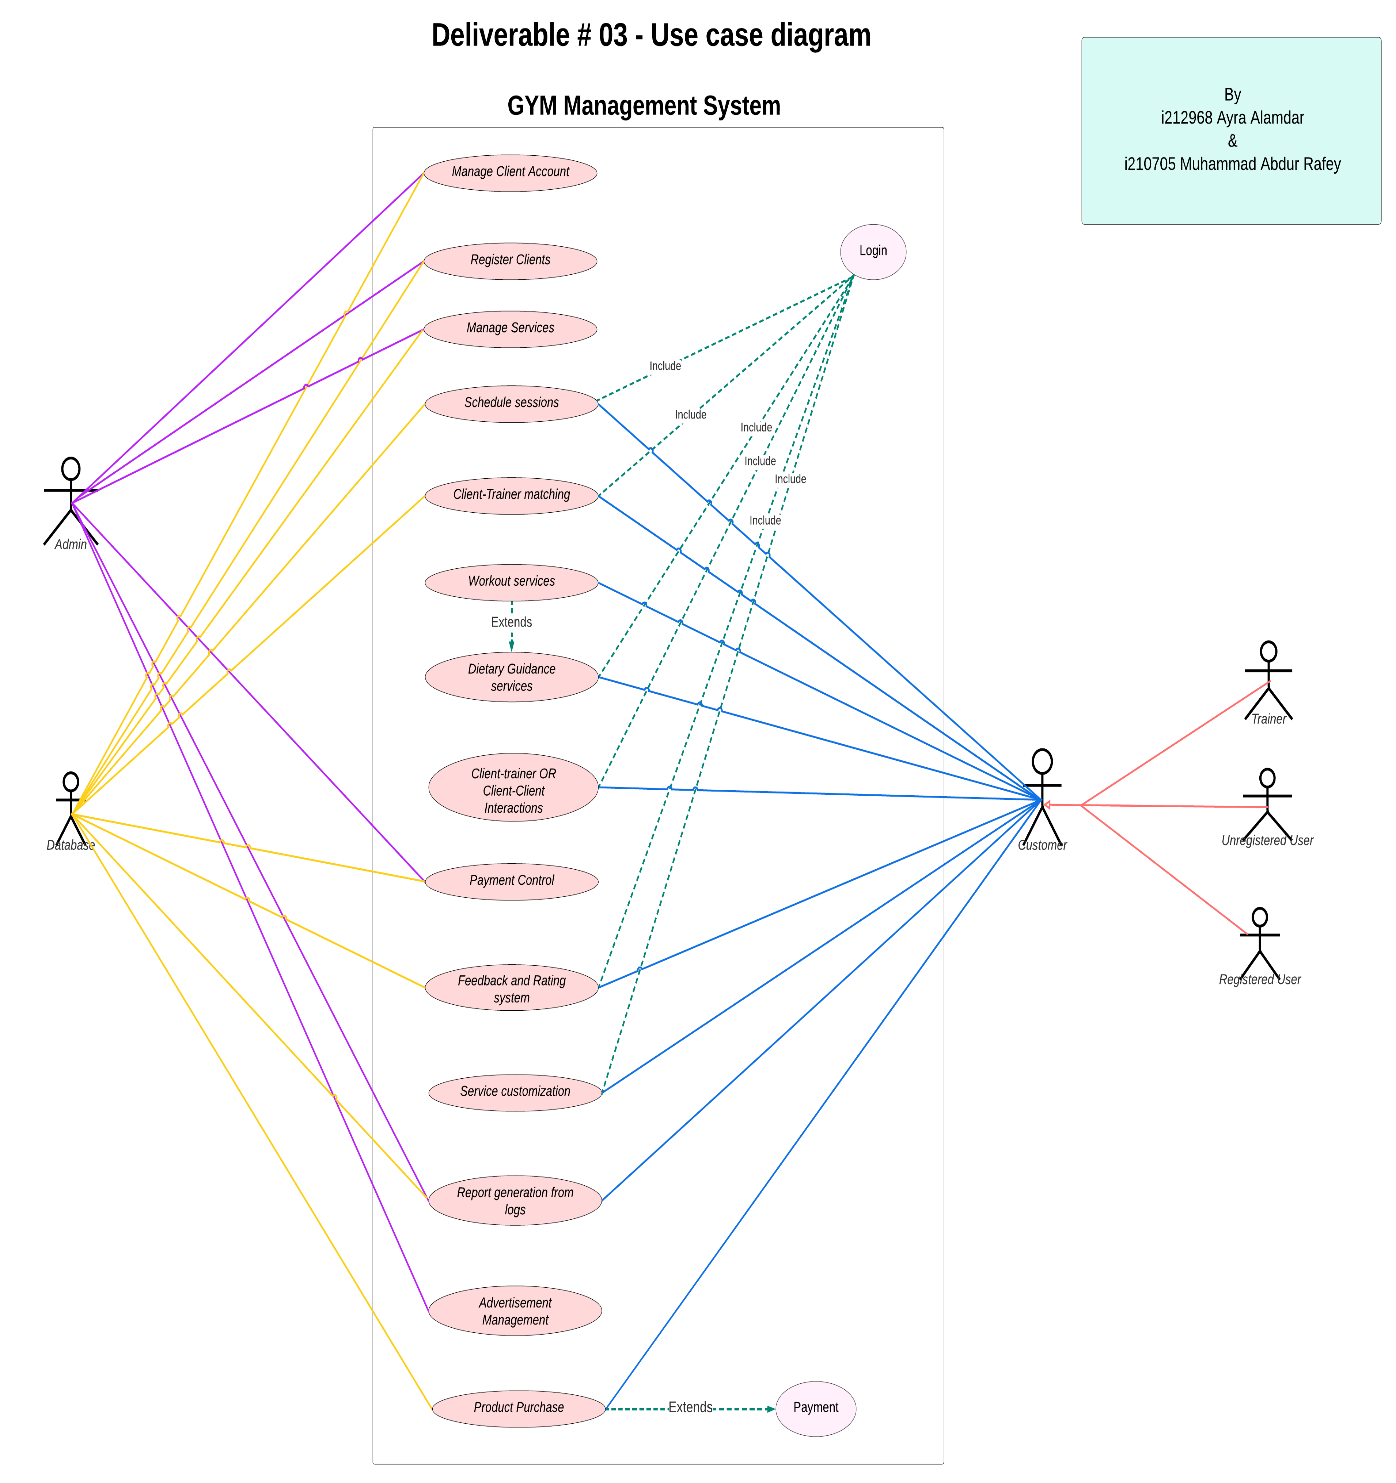 Deliverable # 03 - Use case diagram
By
i212968 Ayra Alamdar
&
i210705 Muhammad Abdur Rafey
GYM Management System
Manage Client Account
Login
Register Clients
Manage Services
Include
Schedule sessions
Include
Include
Include
Include
Client-Trainer matching
Include
Admin
Workout services
Extends
Dietary Guidance
services
Trainer
Client-trainer OR
Client-Client
Interactions
Database
Customer
Unregistered User
Payment Control
Feedback and Rating
system
Registered User
Service customization
Report generation from
logs
Advertisement
Management
Product Purchase
Extends
Payment